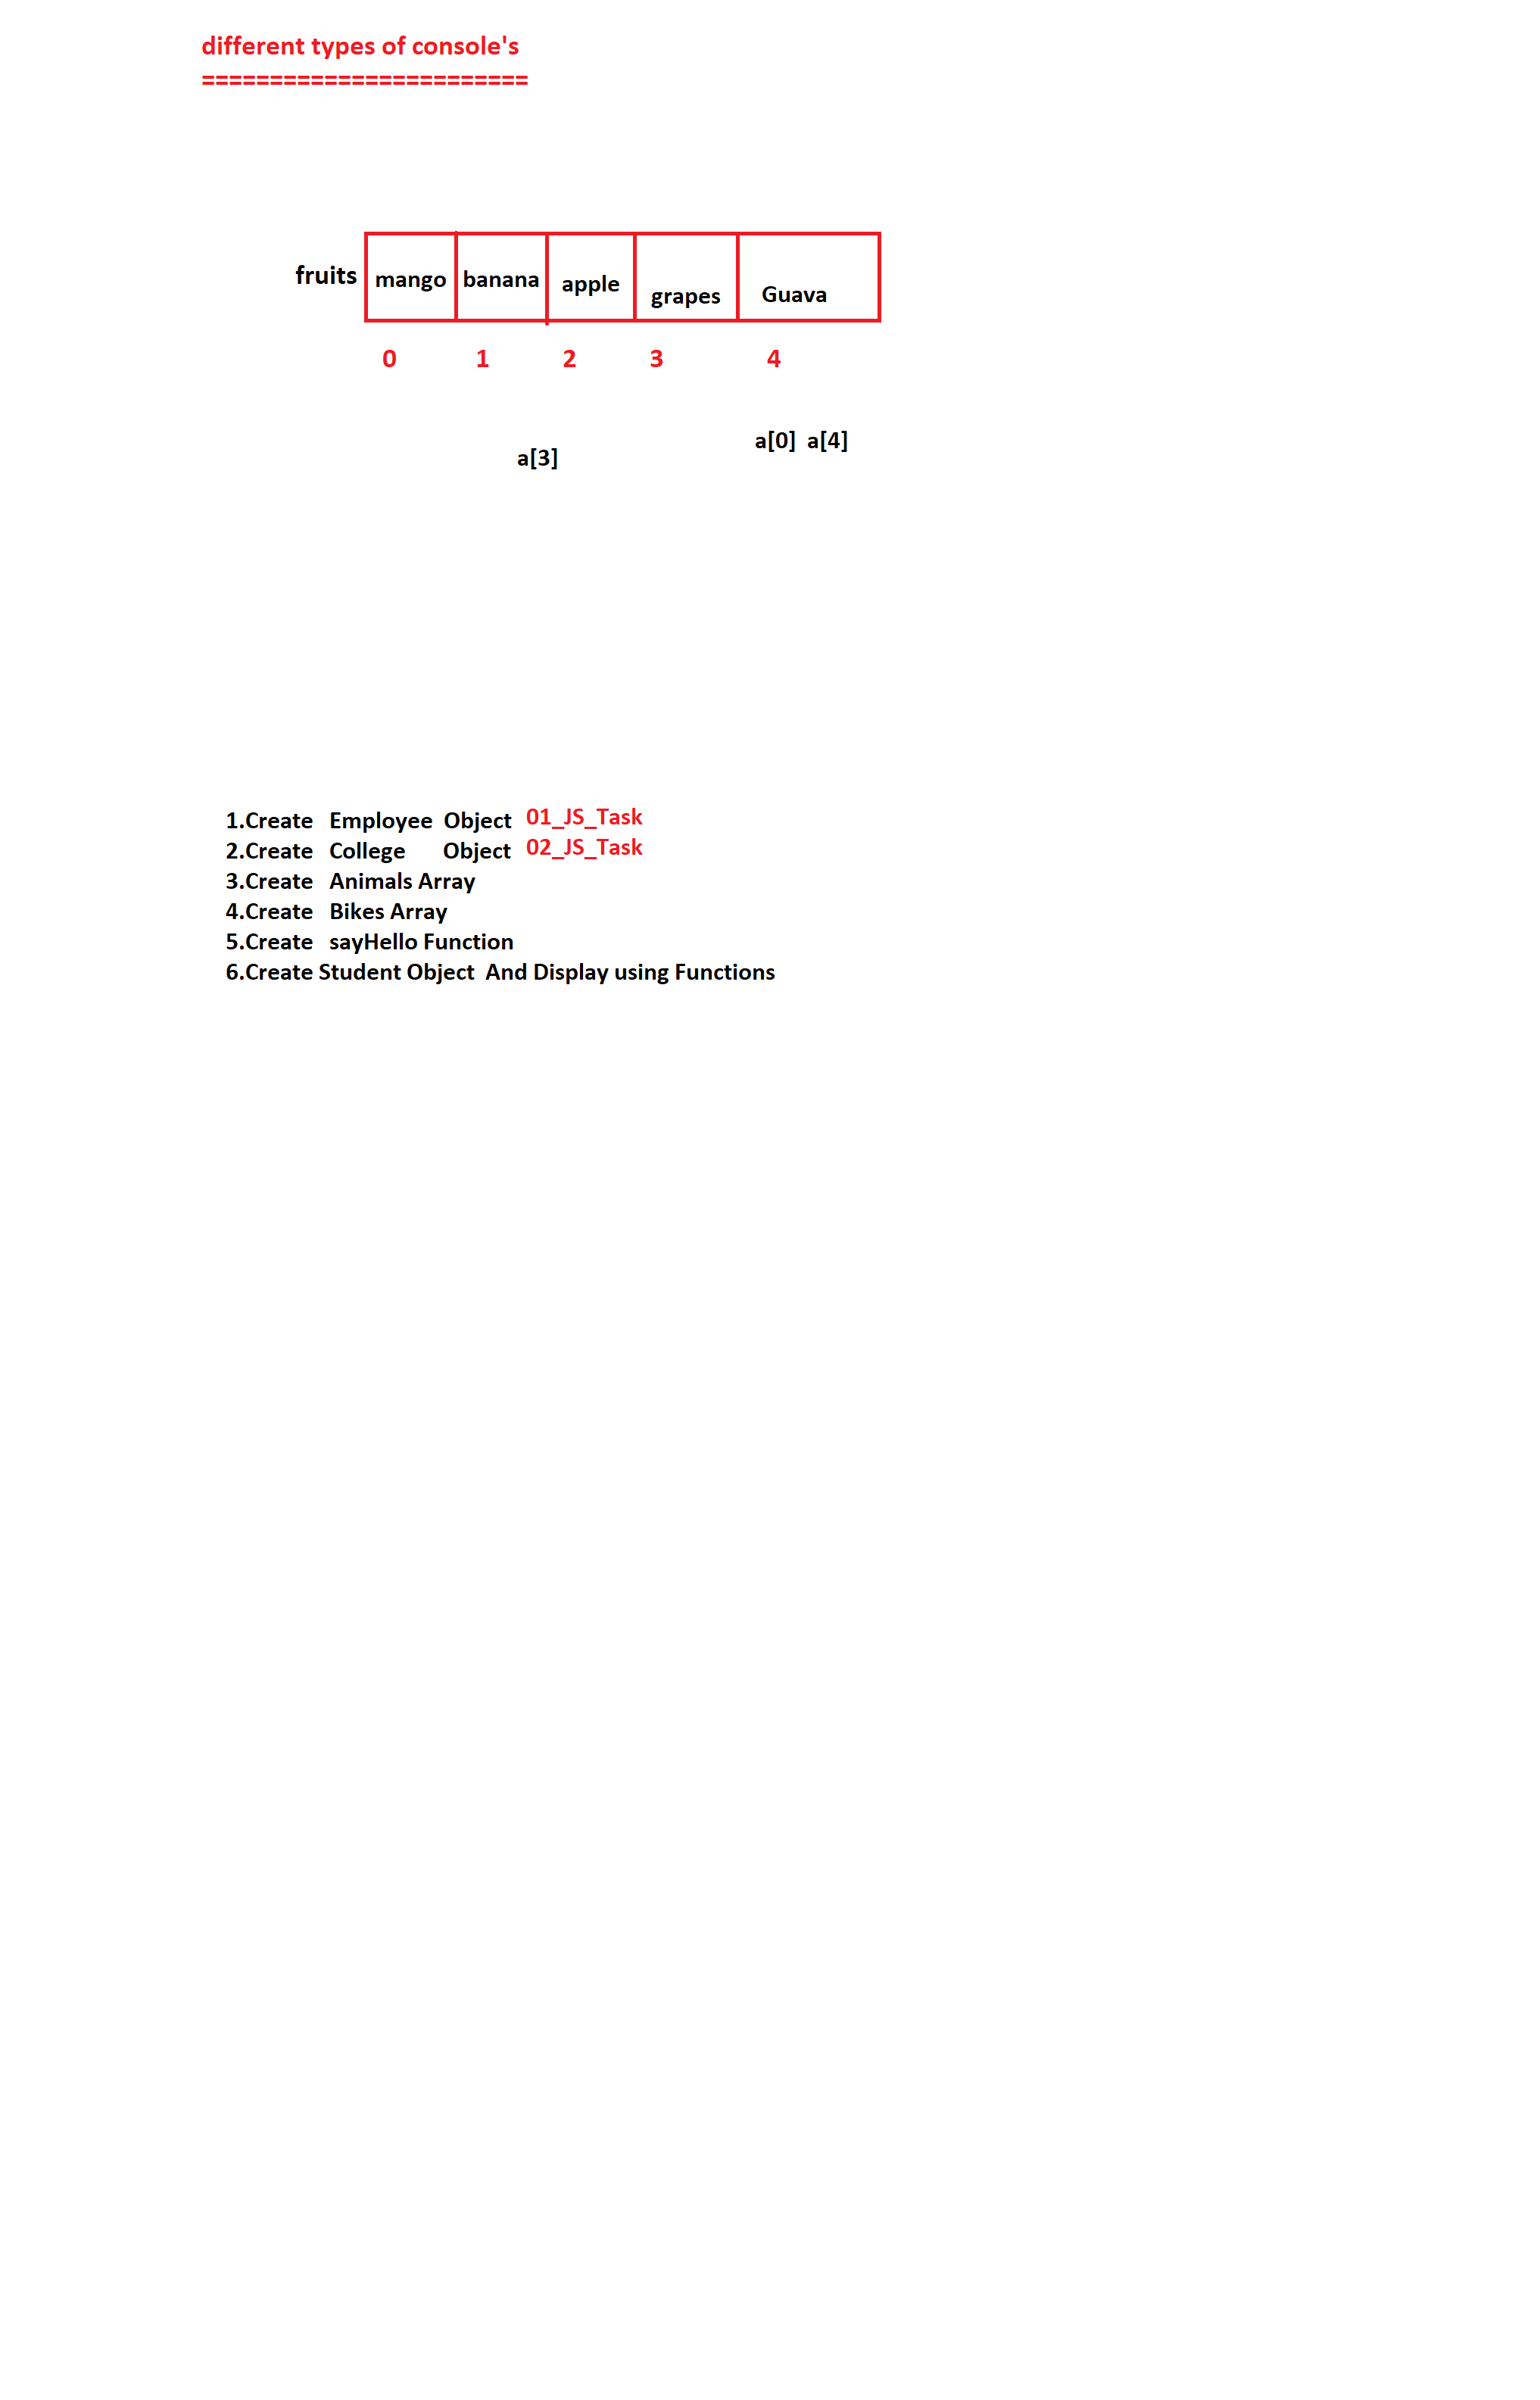 different types of console's
========================
fruits mango banana apple grapes Guava
0 1 2 3 4
a[0] a[4]
a[3]
1.Create Employee Object 01_JS_Task
2.Create College Object 02_JS_Task
3.Create Animals Array
4.Create Bikes Array
5.Create sayHello Function
6.Create Student Object And Display using Functions